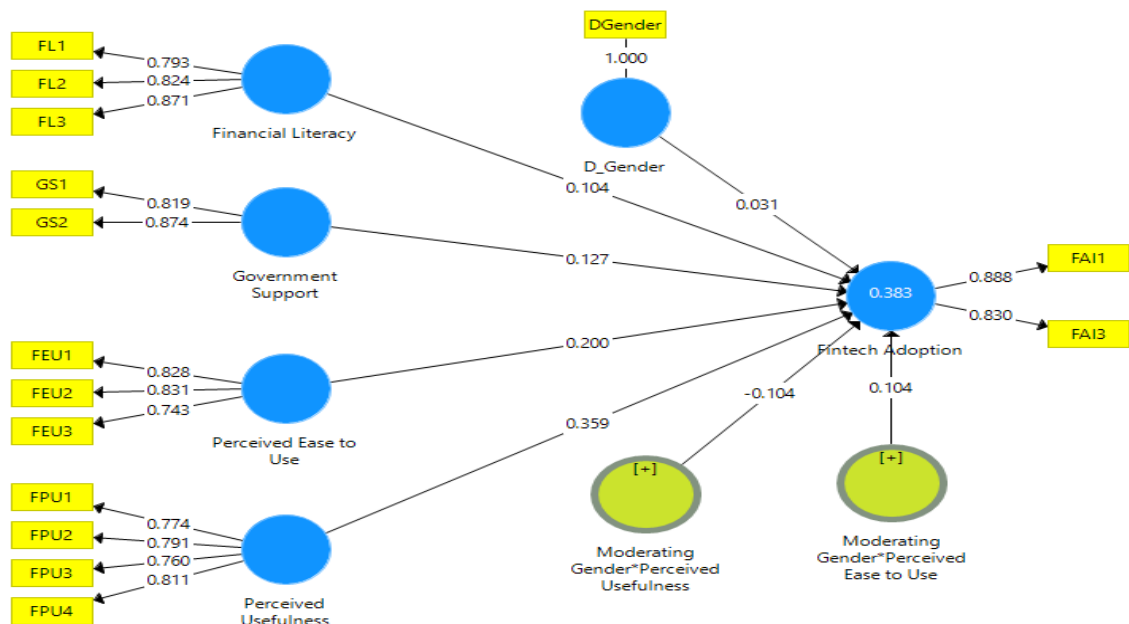 DGender
1.000
D_Gender
0.031
FL1
FL2
FL3
0.793
0.824
0.871
Financial Literacy
0.104
GS1
GS2
0.819
0.874
Government
Support
0.127
FEU1
FEU2
FEU3
0.828
0.831
0.743
Perceived Ease to
Use
0.200
FPU1
FPU2
FPU3
FPU4
0.774
0.791
0.760
0.811
Perceived
Usefulness
0.359
0.383
Fintech Adoption
0.888
0.830
FAI1
FAI3
-0.104
[+]
Moderating
Gender*Perceived
Usefulness
0.104
[+]
Moderating
Gender*Perceived
Ease to Use